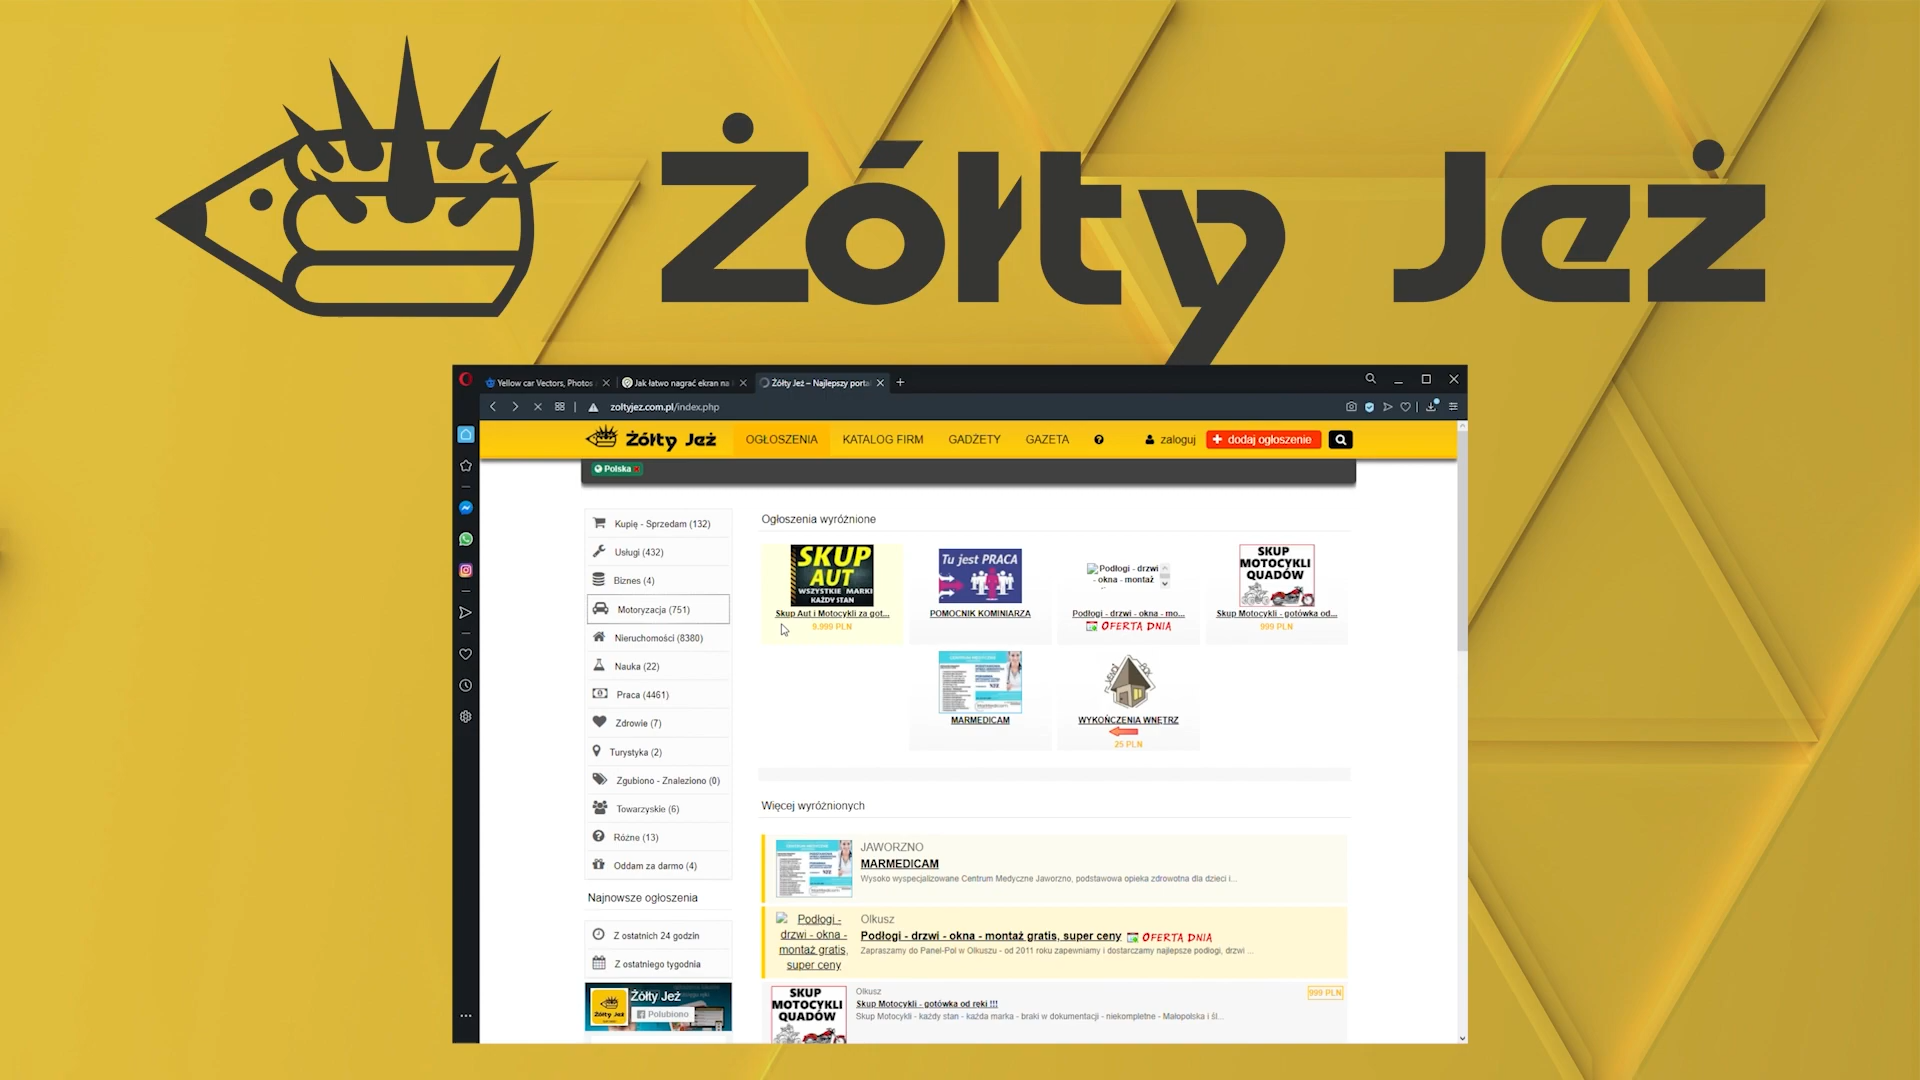 Żółty Jeż
Yellow car Vectors, Photos
Jak łatwo nagrać ekran na
Żółty Jeż – Najlepszy porta
zoltyjez.com.pl/index.php
Żółty Jeż
OGŁOSZENIA
KATALOG FIRM
GADŻETY
GAZETA
zaloguj
dodaj ogłoszenie
Polska
Kupię - Sprzedam (132)
Usługi (432)
Biznes (4)
Motoryzacja (751)
Nieruchomości (8380)
Nauka (22)
Praca (4461)
Zdrowie (7)
Turystyka (2)
Zgubiono - Znaleziono (0)
Towarzyskie (6)
Różne (13)
Oddam za darmo (4)
Najnowsze ogłoszenia
Z ostatnich 24 godzin
Z ostatniego tygodnia
Żółty Jeż
Żółty Jeż
Polubiono
Ogłoszenia wyróżnione
SKUP
AUT
WSZYSTKIE MARKI
KAŻDY STAN
Skup Aut i Motocykli za got...
9.999 PLN
Tu jest PRACA
POMOCNIK KOMINIARZA
Podłogi - drzwi
- okna - montaż
Podłogi - drzwi - okna - mo...
OFERTA DNIA
SKUP
MOTOCYKLI
QUADÓW
Skup Motocykli - gotówka od...
999 PLN
MARMEDICAM
WYKOŃCZENIA WNĘTRZ
25 PLN
Więcej wyróżnionych
JAWORZNO
MARMEDICAM
Wysoko wyspecjalizowane Centrum Medyczne Jaworzno, podstawowa opieka zdrowotna dla dzieci i...
Podłogi -
drzwi - okna -
montaż gratis,
super ceny
Olkusz
Podłogi - drzwi - okna - montaż gratis, super ceny OFERTA DNIA
Zapraszamy do Panel-Pol w Olkuszu - od 2011 roku zapewniamy i dostarczamy najlepsze podłogi, drzwi ...
SKUP
MOTOCYKLI
QUADÓW
Olkusz
Skup Motocykli - gotówka od ręki !!!
Skup Motocykli - każdy stan - każda marka - braki w dokumentacji - niekompletne - Małopolska i śl...
999 PLN